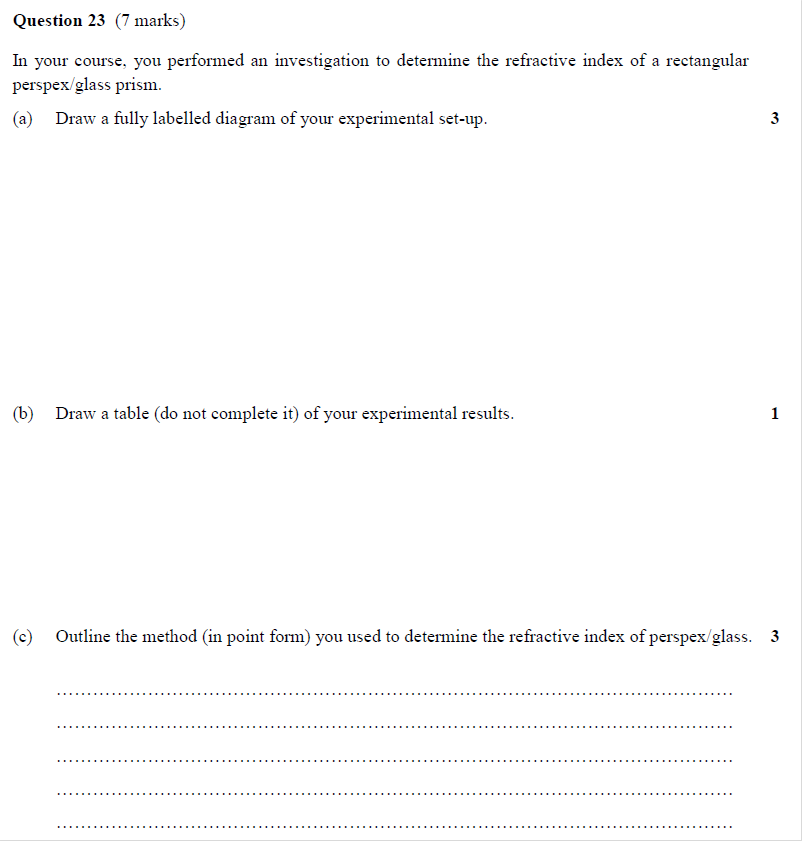 Question 23 (7 marks)
In your course, you performed an investigation to determine the refractive index of a rectangular
perspex/glass prism.
(a) Draw a fully labelled diagram of your experimental set-up. 3
(b) Draw a table (do not complete it) of your experimental results. 1
(c) Outline the method (in point form) you used to determine the refractive index of perspex/glass. 3